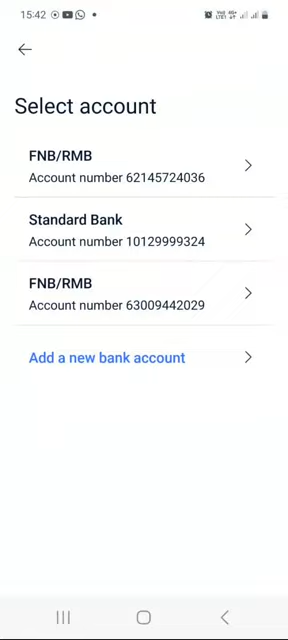 15:42
Select account
FNB/RMB
Account number 62145724036
Standard Bank
Account number 10129999324
FNB/RMB
Account number 63009442029
Add a new bank account